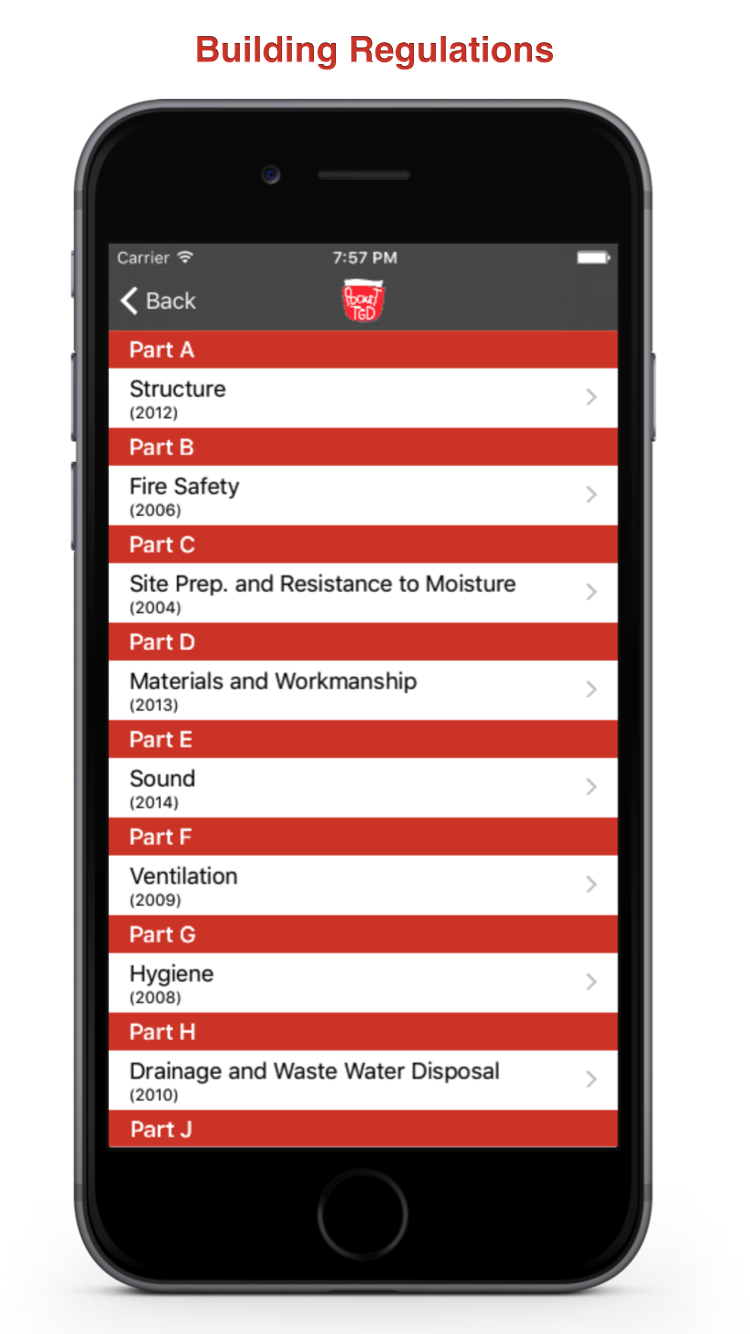 Building Regulations
Carrier
7:57 PM
Back
PockeT
TGD
Part A
Structure
(2012)
Part B
Fire Safety
(2006)
Part C
Site Prep. and Resistance to Moisture
(2004)
Part D
Materials and Workmanship
(2013)
Part E
Sound
(2014)
Part F
Ventilation
(2009)
Part G
Hygiene
(2008)
Part H
Drainage and Waste Water Disposal
(2010)
Part J